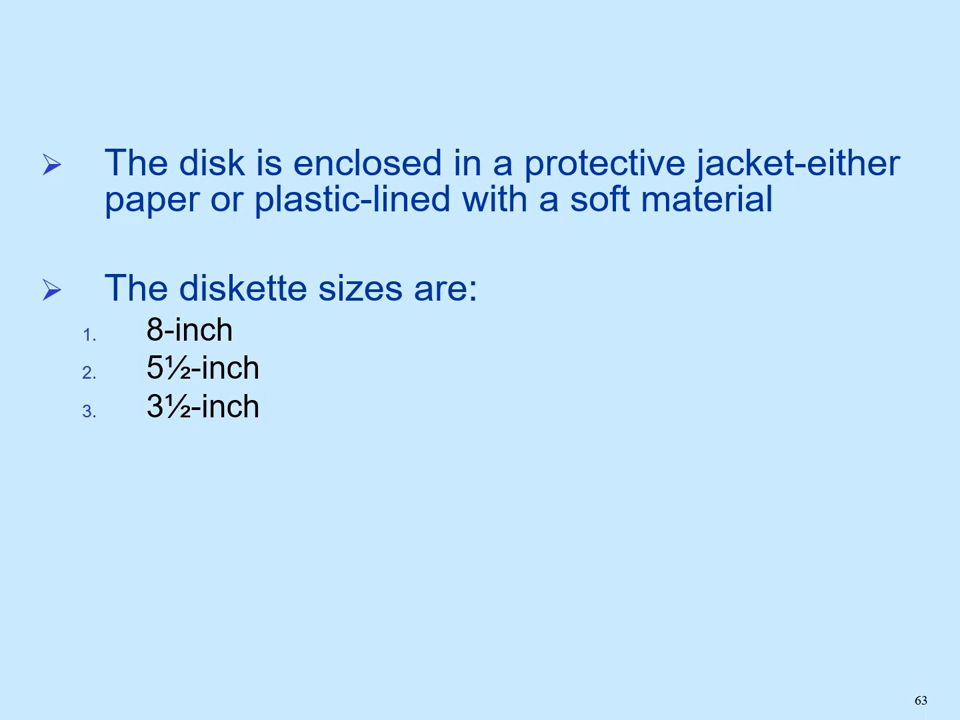 The disk is enclosed in a protective jacket-either
paper or plastic-lined with a soft material
The diskette sizes are:
1. 8-inch
2. 5½-inch
3. 3½-inch
63